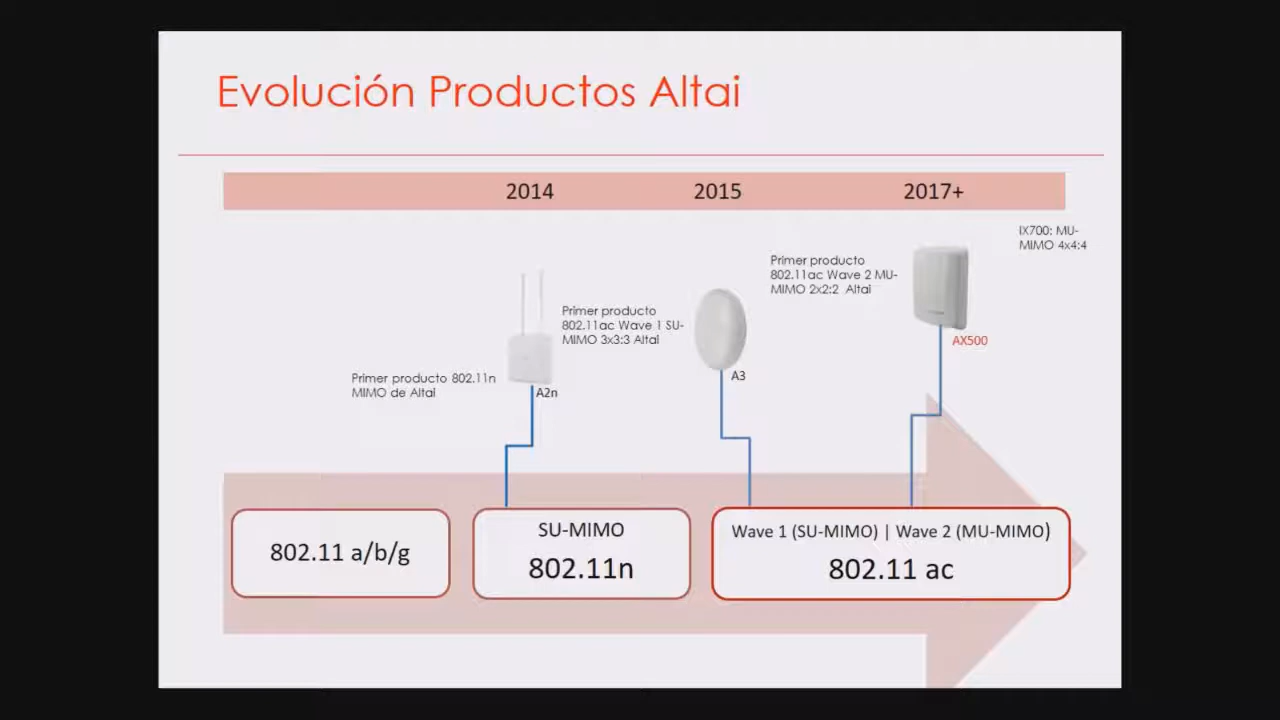 Evolución Productos Altai
2014
2015
2017+
IX700: MU-
MIMO 4x4:4
Primer producto
802.11ac Wave 2 MU-
MIMO 2x2:2 Altai
AX500
Primer producto
802.11ac Wave 1 SU-
MIMO 3x3:3 Altai
A3
Primer producto 802.11n
MIMO de Altai
A2n
802.11 a/b/g
SU-MIMO
802.11n
Wave 1 (SU-MIMO) | Wave 2 (MU-MIMO)
802.11 ac